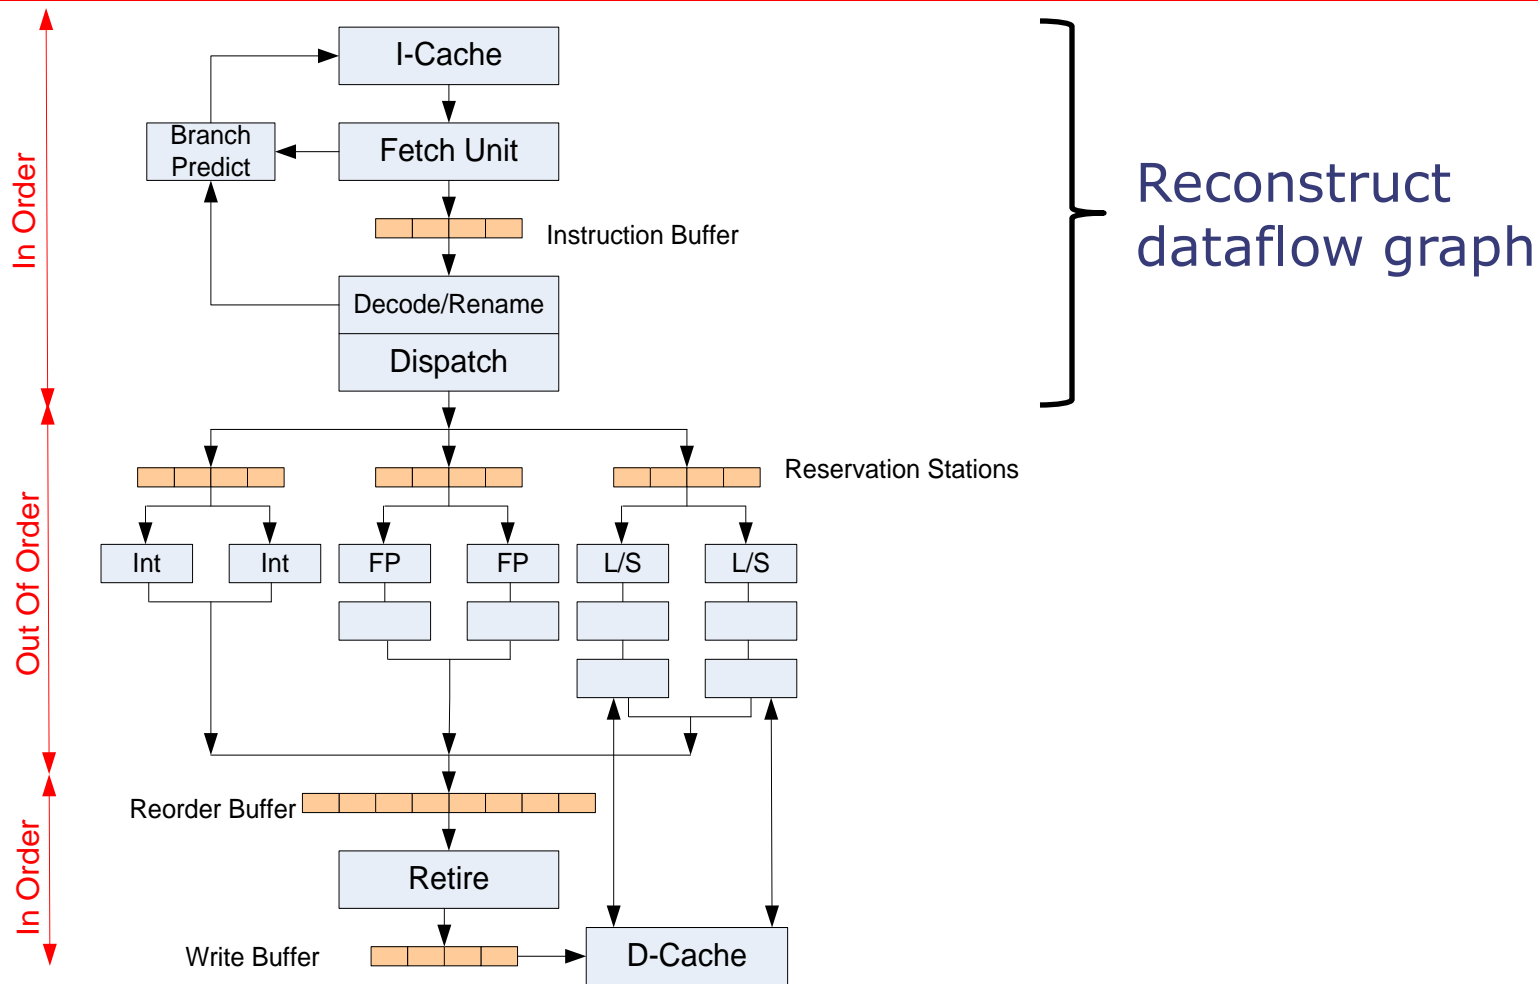 I-Cache
Branch
Predict
Fetch Unit
Reconstruct
dataflow graph
In Order
Instruction Buffer
Decode/Rename
Dispatch
Reservation Stations
Out Of Order
Int
Int
FP
FP
L/S
L/S
Reorder Buffer
In Order
Retire
Write Buffer
D-Cache